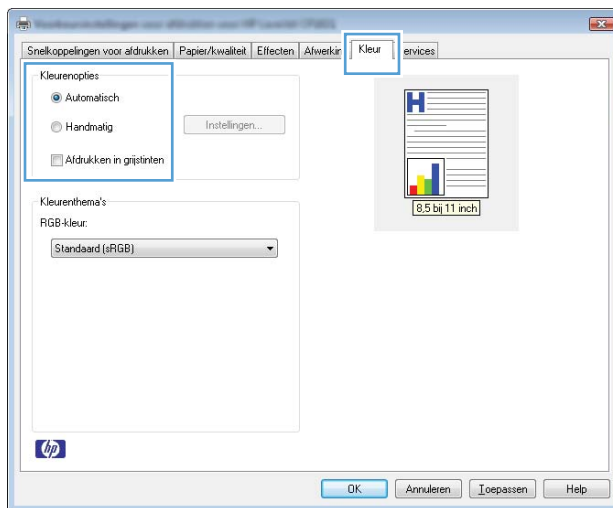 Snelkoppelingen voor afdrukken Papier/kwaliteit Effecten Afwerkin Kleur ervices
Kleurenopties
Automatisch
Handmatig Instellingen...
Afdrukken in grijstinten
H
8,5 bij 11 inch
Kleurenthema's
RGB-kleur:
Standaard (sRGB)
hp
OK Annuleren Toepassen Help